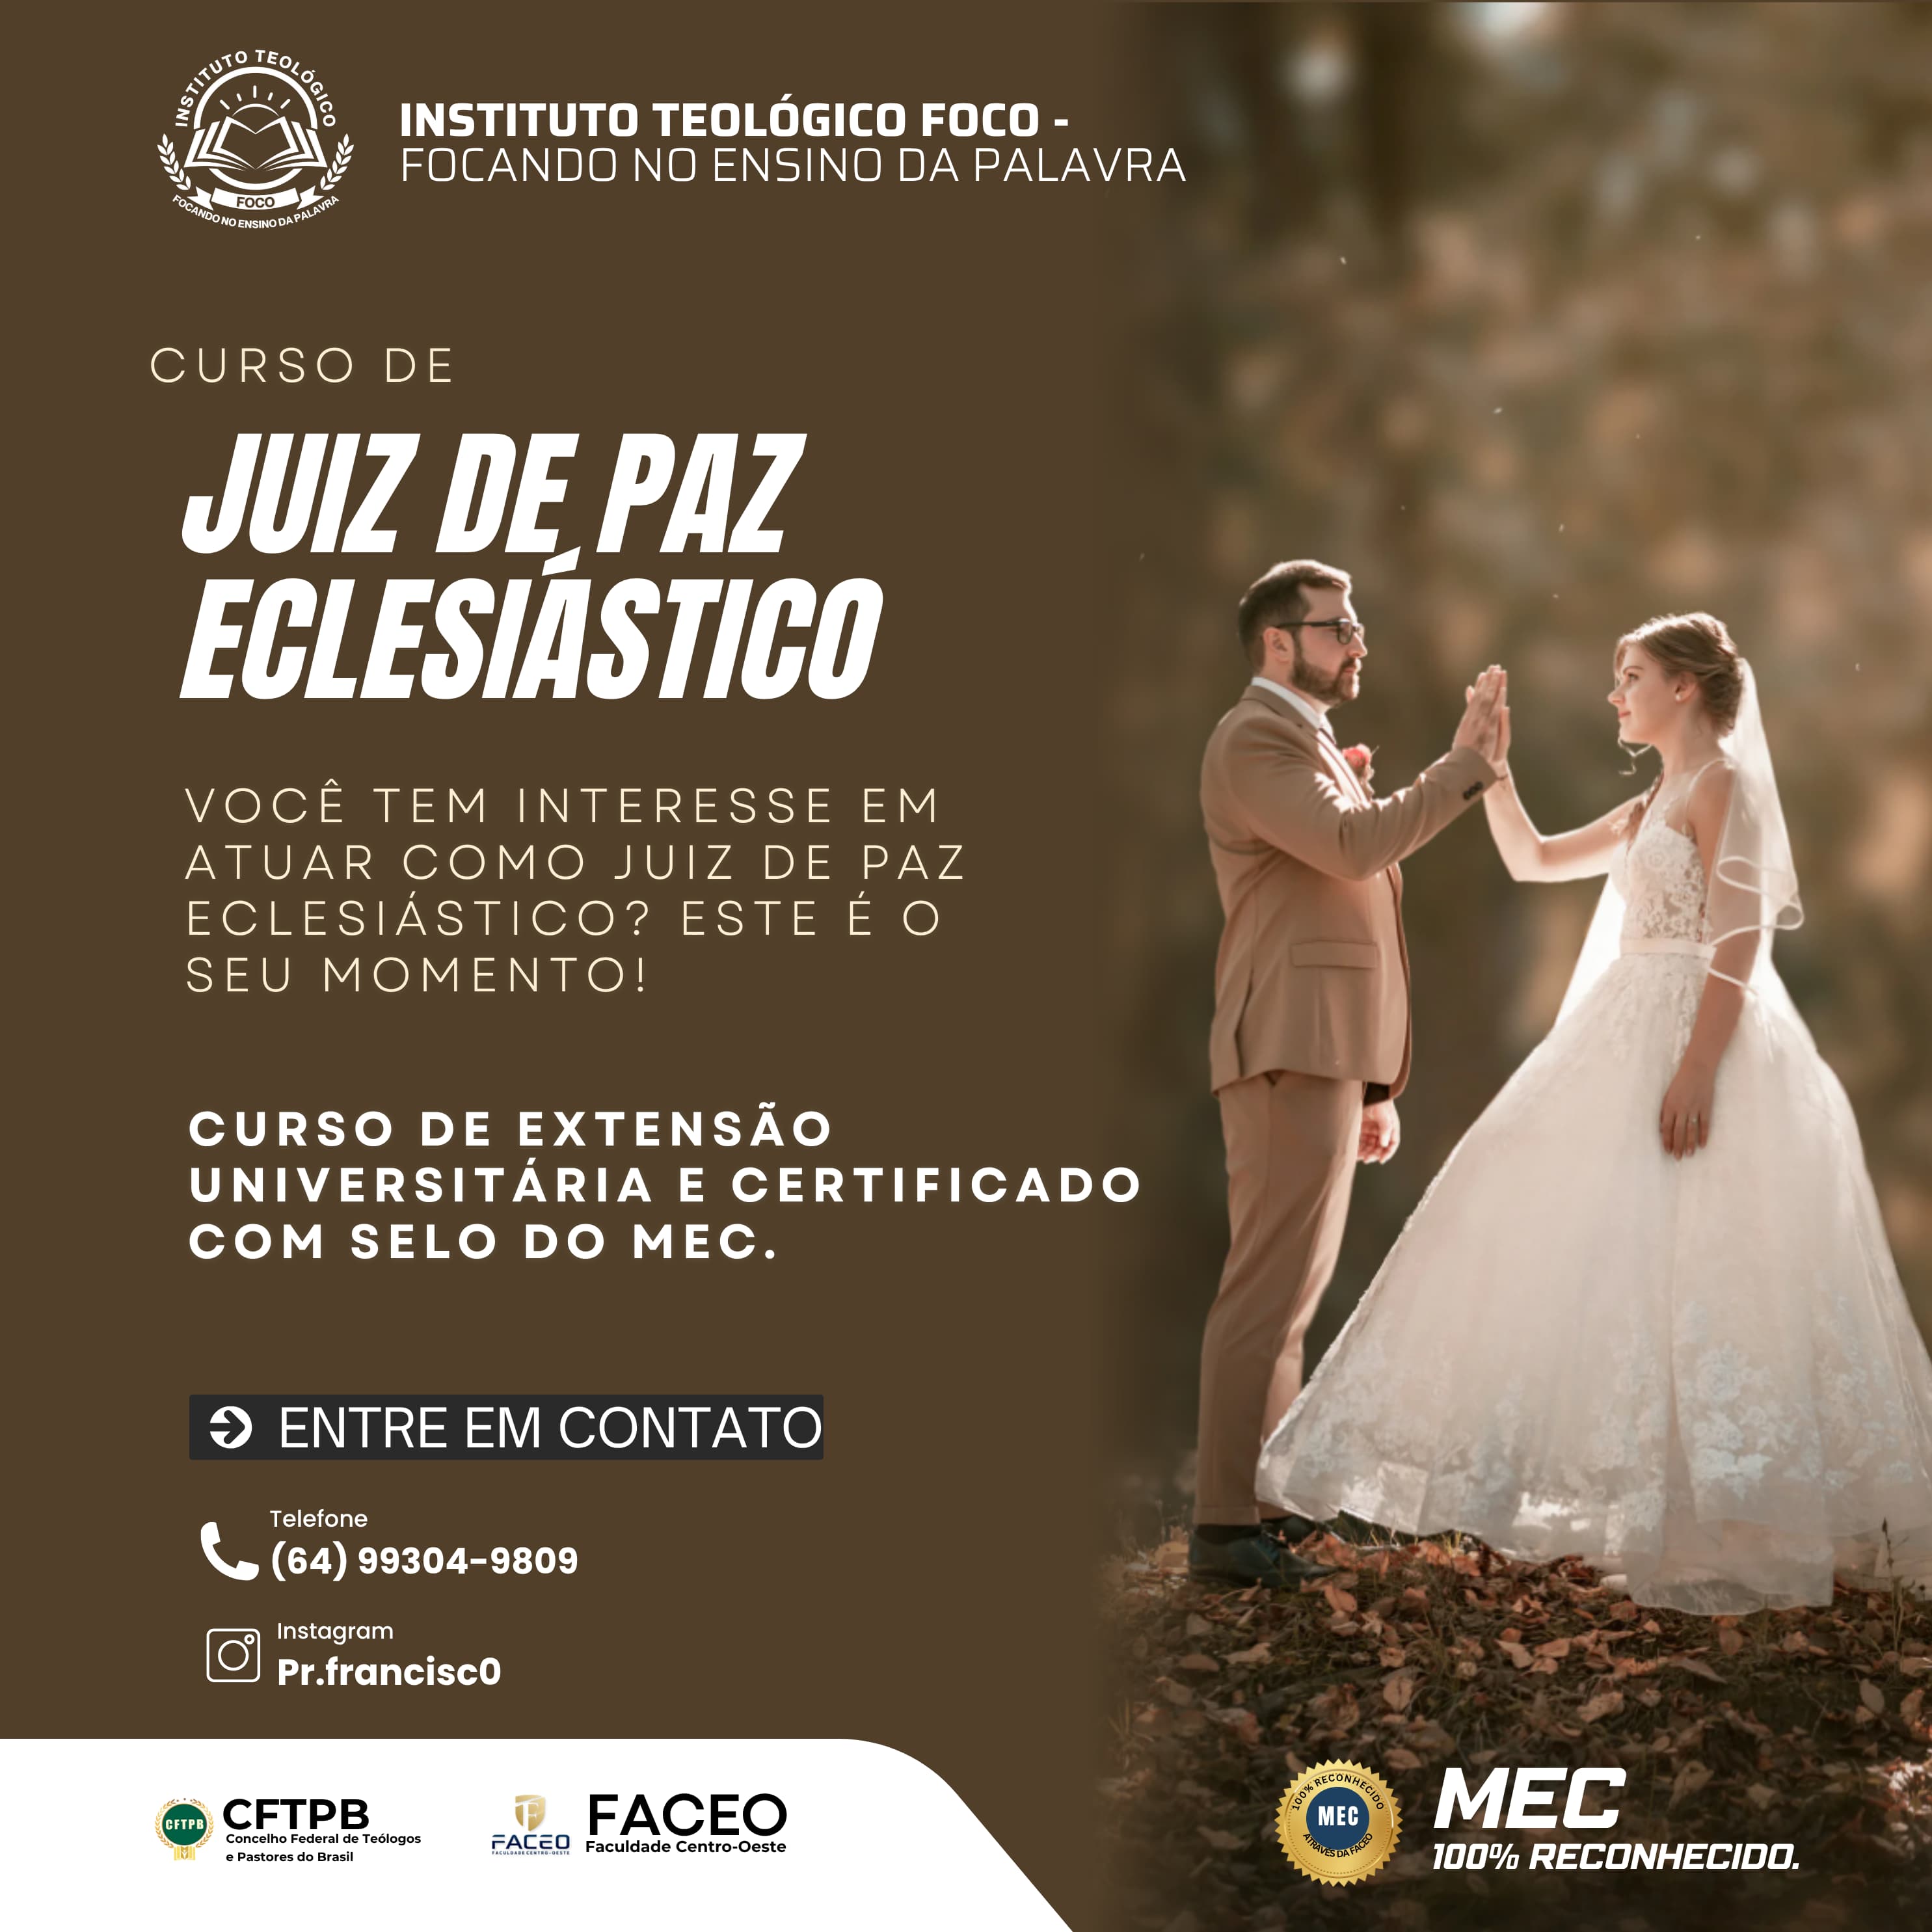 INSTITUTO TEOLÓGICO
FOCO
FOCANDO NO ENSINO DA PALAVRA
INSTITUTO TEOLÓGICO FOCO -
FOCANDO NO ENSINO DA PALAVRA
CURSO DE
JUIZ DE PAZ
ECLESIÁSTICO
VOCÊ TEM INTERESSE EM
ATUAR COMO JUIZ DE PAZ
ECLESIÁSTICO? ESTE É O
SEU MOMENTO!
CURSO DE EXTENSÃO
UNIVERSITÁRIA E CERTIFICADO
COM SELO DO MEC.
ENTRE EM CONTATO
Telefone
(64) 99304-9809
Instagram
Pr.francisc0
CFTPB
CFTPB
Concelho Federal de Teólogos
e Pastores do Brasil
F
FACEO
FACULDADE CENTRO-OESTE
FACEO
Faculdade Centro-Oeste
100% RECONHECIDO
MEC
ATRAVÉS DA FACEO
MEC
100% RECONHECIDO.